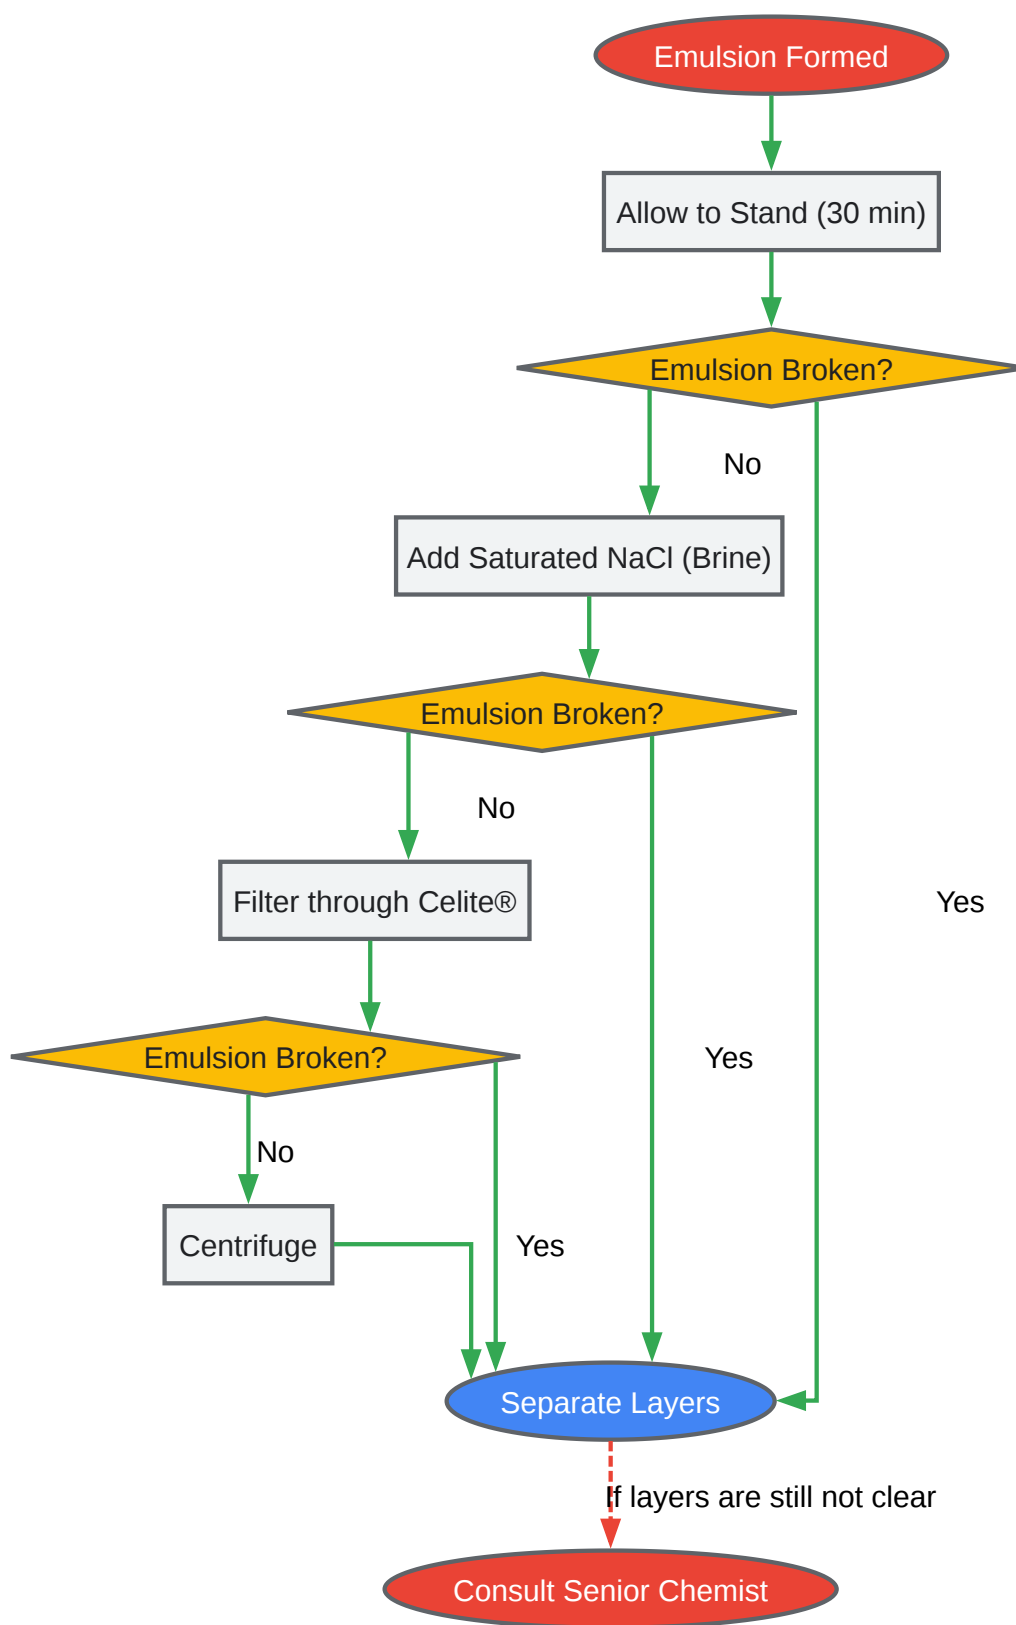 Emulsion Formed
Allow to Stand (30 min)
Emulsion Broken?
No
Add Saturated NaCl (Brine)
Emulsion Broken?
No
Filter through Celite®
Yes
Emulsion Broken?
Yes
No
Centrifuge
Yes
Separate Layers
If layers are still not clear
Consult Senior Chemist